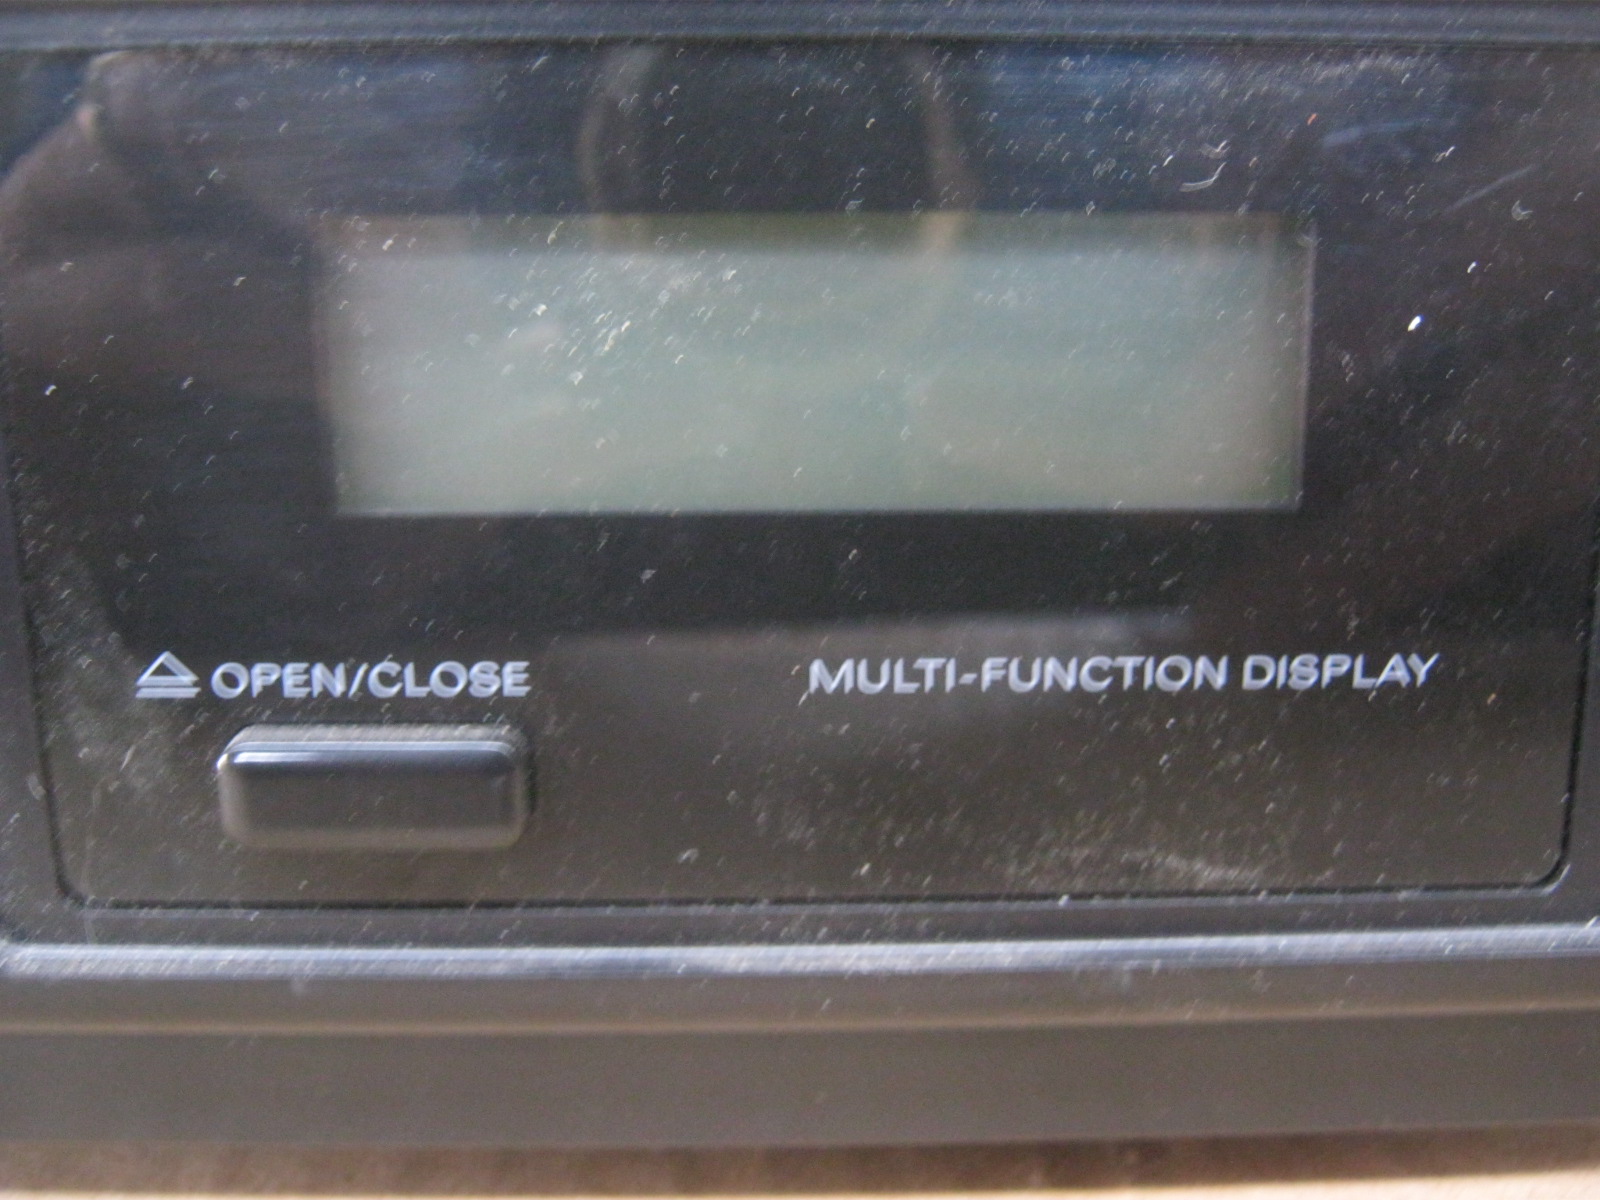 OPEN/CLOSE
MULTI-FUNCTION DISPLAY